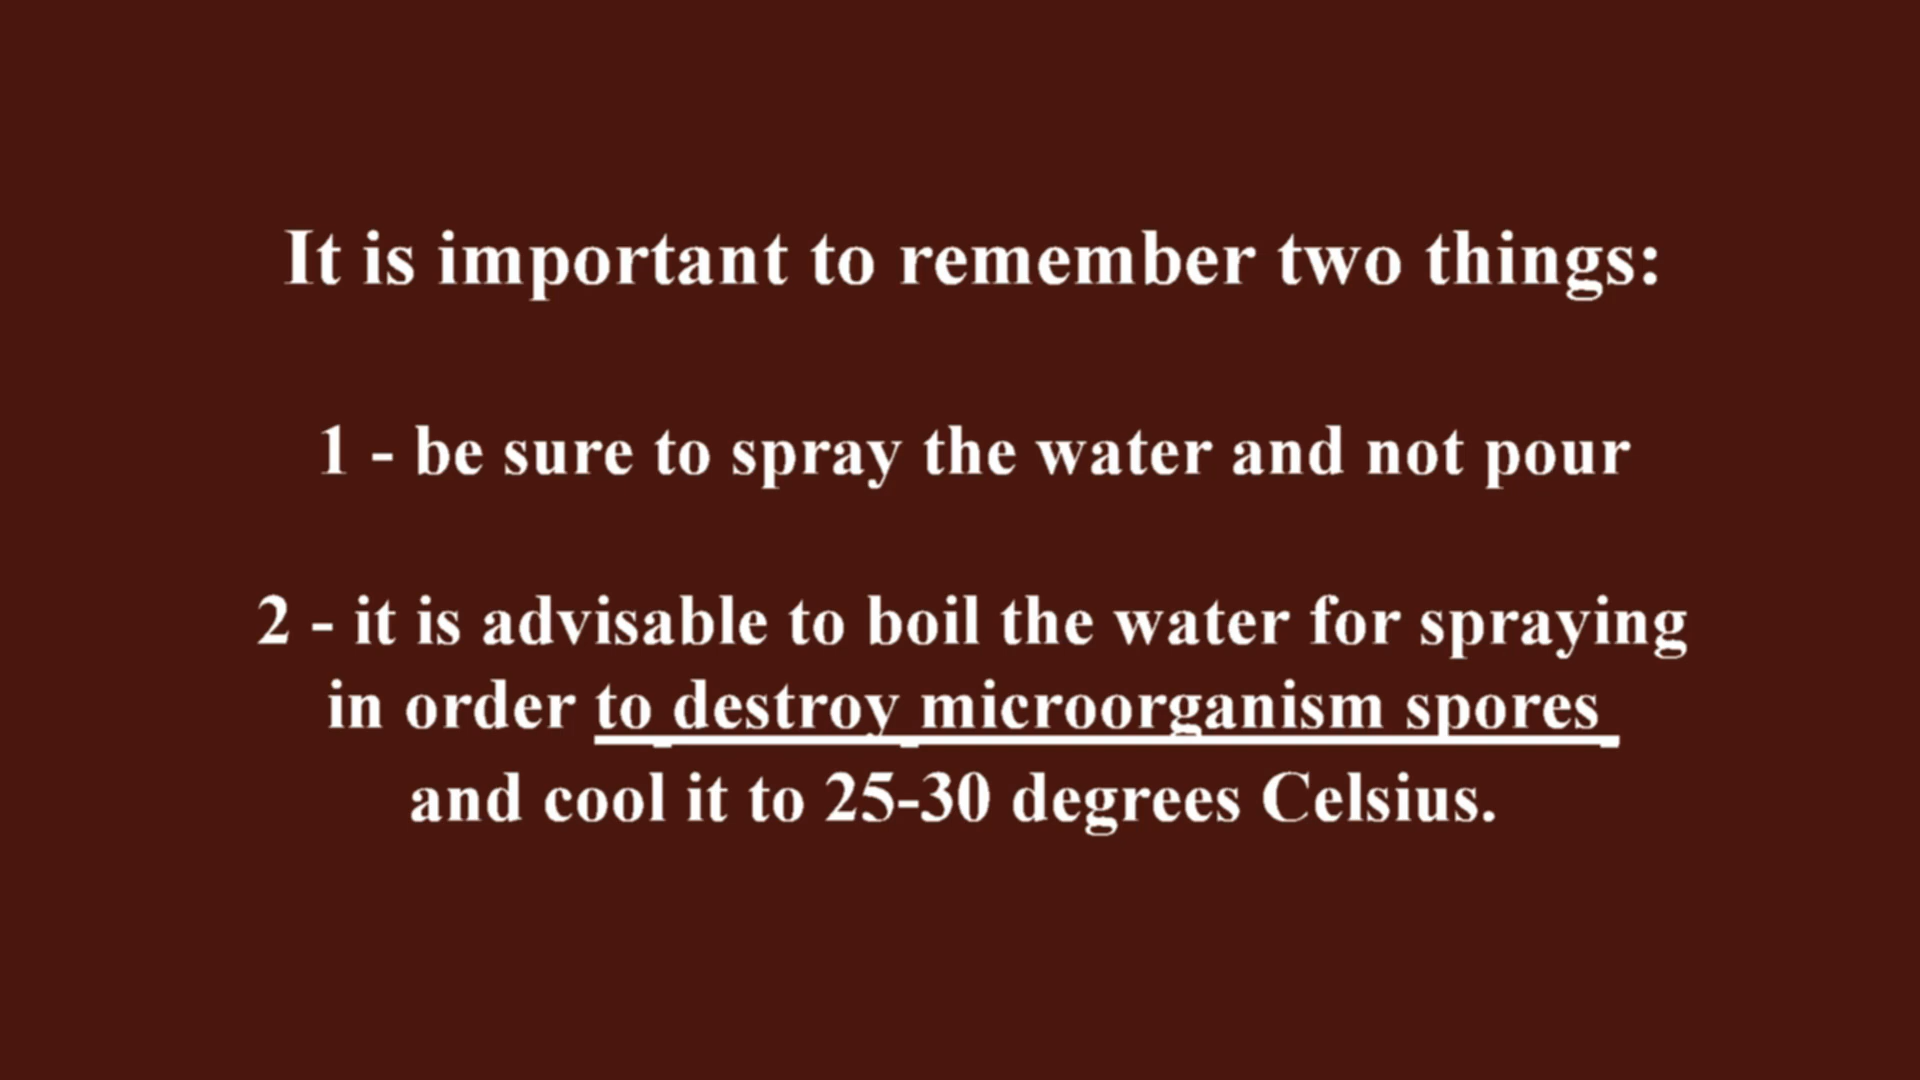 It is important to remember two things:
1 - be sure to spray the water and not pour
2 - it is advisable to boil the water for spraying
in order to destroy microorganism spores
and cool it to 25-30 degrees Celsius.